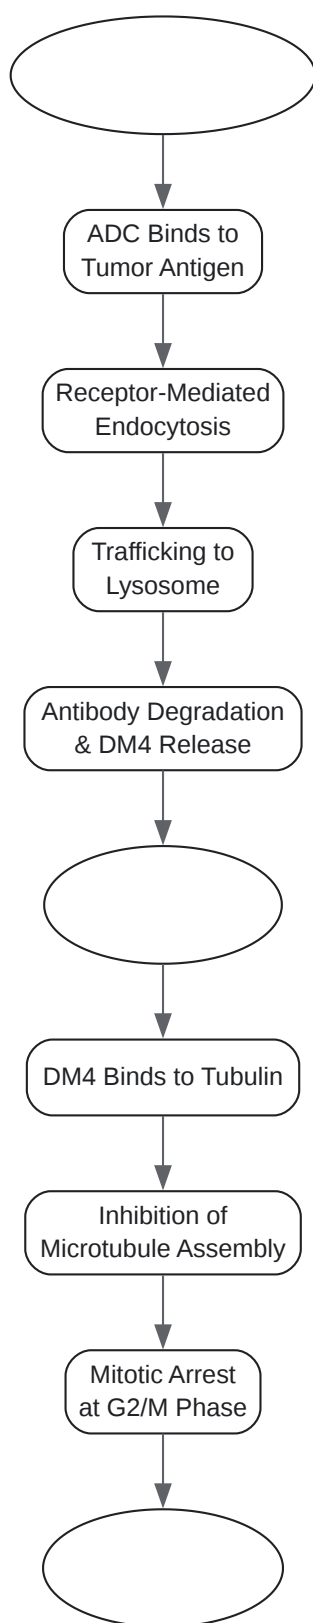 ADC Binds to
Tumor Antigen
Receptor-Mediated
Endocytosis
Trafficking to
Lysosome
Antibody Degradation
& DM4 Release
DM4 Binds to Tubulin
Inhibition of
Microtubule Assembly
Mitotic Arrest
at G2/M Phase